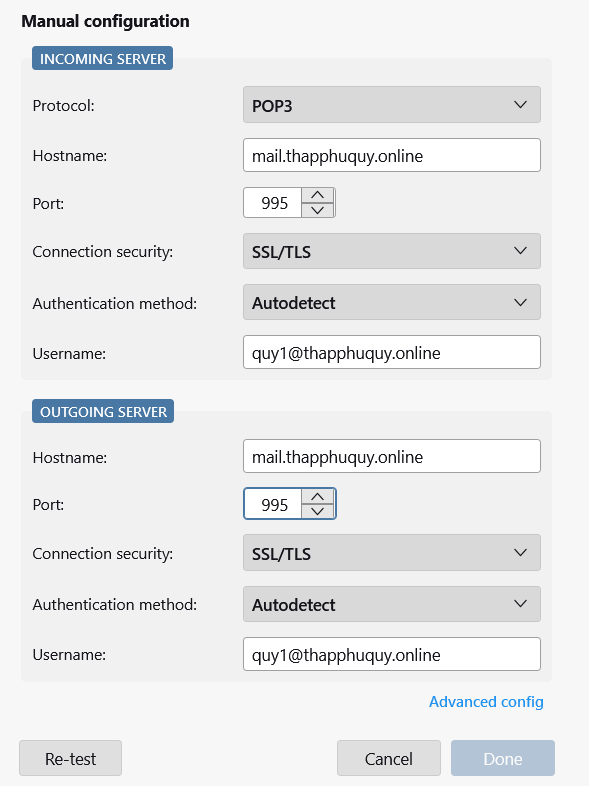 Manual configuration
INCOMING SERVER
Protocol: POP3
Hostname: mail.thapphuquy.online
Port: 995
Connection security: SSL/TLS
Authentication method: Autodetect
Username: quy1@thapphuquy.online
OUTGOING SERVER
Hostname: mail.thapphuquy.online
Port: 995
Connection security: SSL/TLS
Authentication method: Autodetect
Username: quy1@thapphuquy.online
Advanced config
Re-test Cancel Done